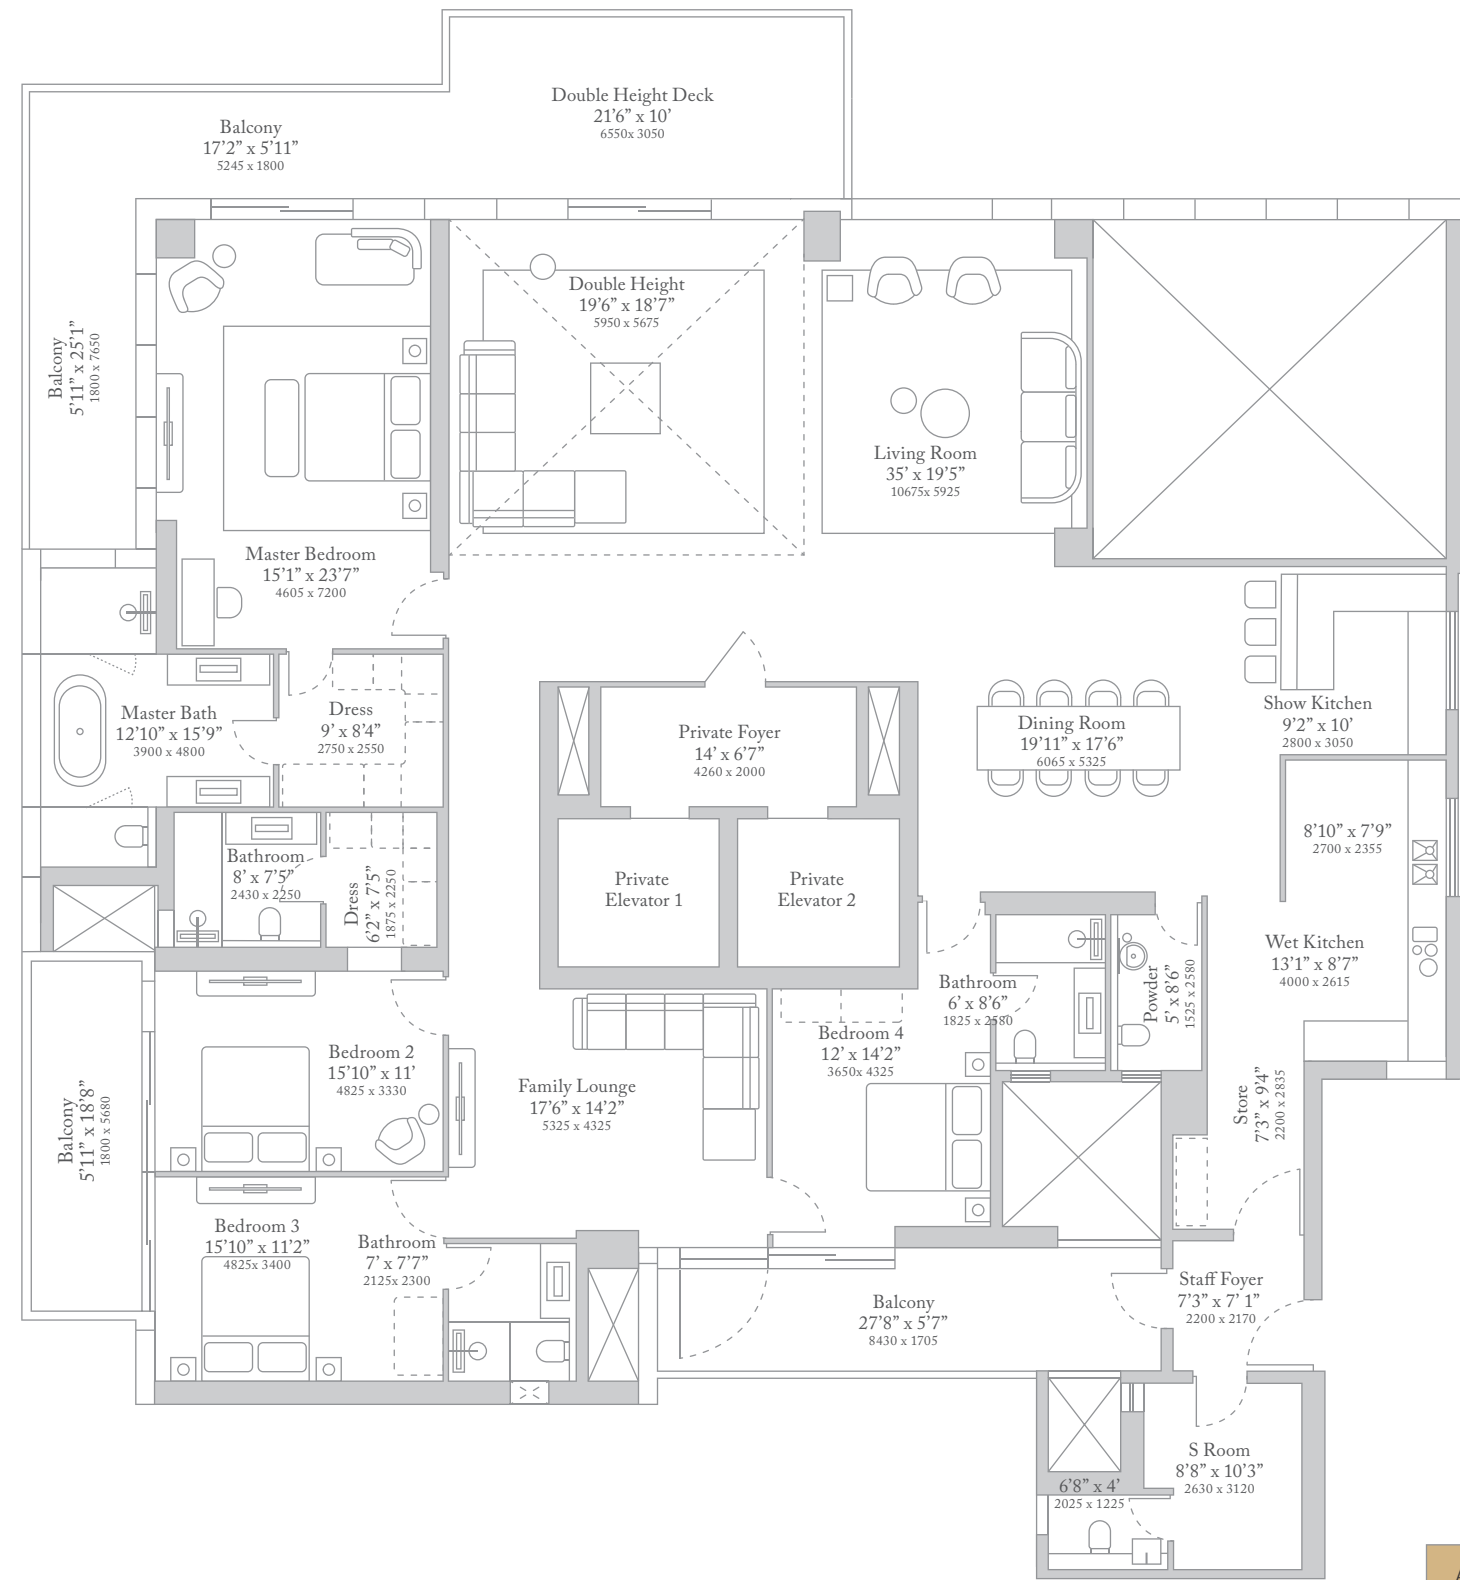 Double Height Deck
21'6” x 10’
6550x 3050
Balcony
17’2” x 5’11”
5245 x 1800
Balcony
5’11” x 25’1”
1800 x 7650
Double Height
19’6” x 18’7”
5950 x 5675
Living Room
35’ x 19’5”
10675x 5925
Master Bedroom
15’1” x 23’7”
4605 x 7200
Master Bath
12’10” x 15’9”
3900 x 4800
Dress
9’ x 8’4”
2750 x 2550
Private Foyer
14’ x 6’7”
4260 x 2000
Dining Room
19’11” x 17’6”
6065 x 5325
Show Kitchen
9’2” x 10’
2800 x 3050
8’10” x 7’9”
2700 x 2355
Bathroom
8’ x 7’5”
2430 x 2250
Dress
6’2” x 7’5”
1875 x 2250
Private
Elevator 1
Private
Elevator 2
Wet Kitchen
13’1” x 8’7”
4000 x 2615
Bathroom
6’ x 8’6”
1825 x 2580
Powder
5’ x 8’6”
1525 x 2580
Bedroom 4
12’ x 14’2”
3650x 4325
Bedroom 2
15’10” x 11’
4825 x 3330
Family Lounge
17’6” x 14’2”
5325 x 4325
Store
7’3” x 9’4”
2200 x 2835
Balcony
5’11” x 18’8”
1800 x 5680
Bedroom 3
15’10” x 11’2”
4825x 3400
Bathroom
7’ x 7’7”
2125x 2300
Balcony
27’8” x 5’7”
8430 x 1705
Staff Foyer
7’3” x 7’ 1”
2200 x 2170
S Room
8’8” x 10’3”
2630 x 3120
6’8” x 4’
2025 x 1225